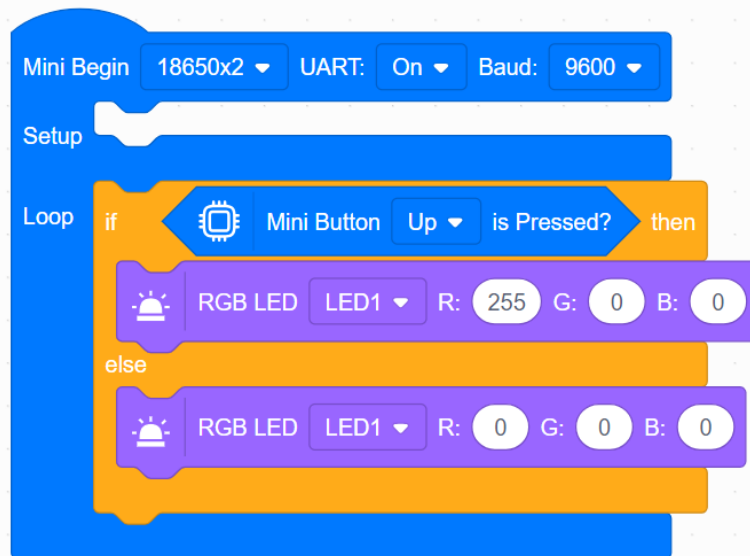 Mini Begin 18650x2 UART: On Baud: 9600
Setup
Loop if Mini Button Up is Pressed? then
RGB LED LED1 R: 255 G: 0 B: 0
else
RGB LED LED1 R: 0 G: 0 B: 0